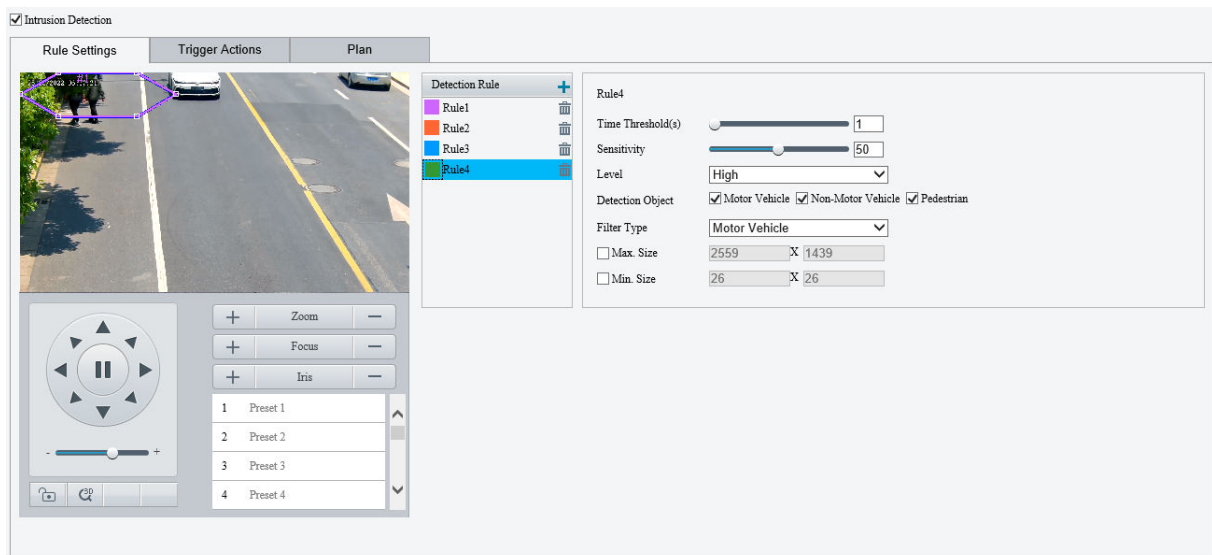 Intrusion Detection
Rule Settings Trigger Actions Plan
#1
Detection Rule
Rule1
Rule2
Rule3
Rule4
Rule4
Time Threshold(s) 1
Sensitivity 50
Level High
Detection Object Motor Vehicle Non-Motor Vehicle Pedestrian
Filter Type Motor Vehicle
Max. Size 2559 X 1439
Min. Size 26 X 26
+ Zoom −
+ Focus −
+ Iris −
1 Preset 1
2 Preset 2
3 Preset 3
4 Preset 4
- +
3D